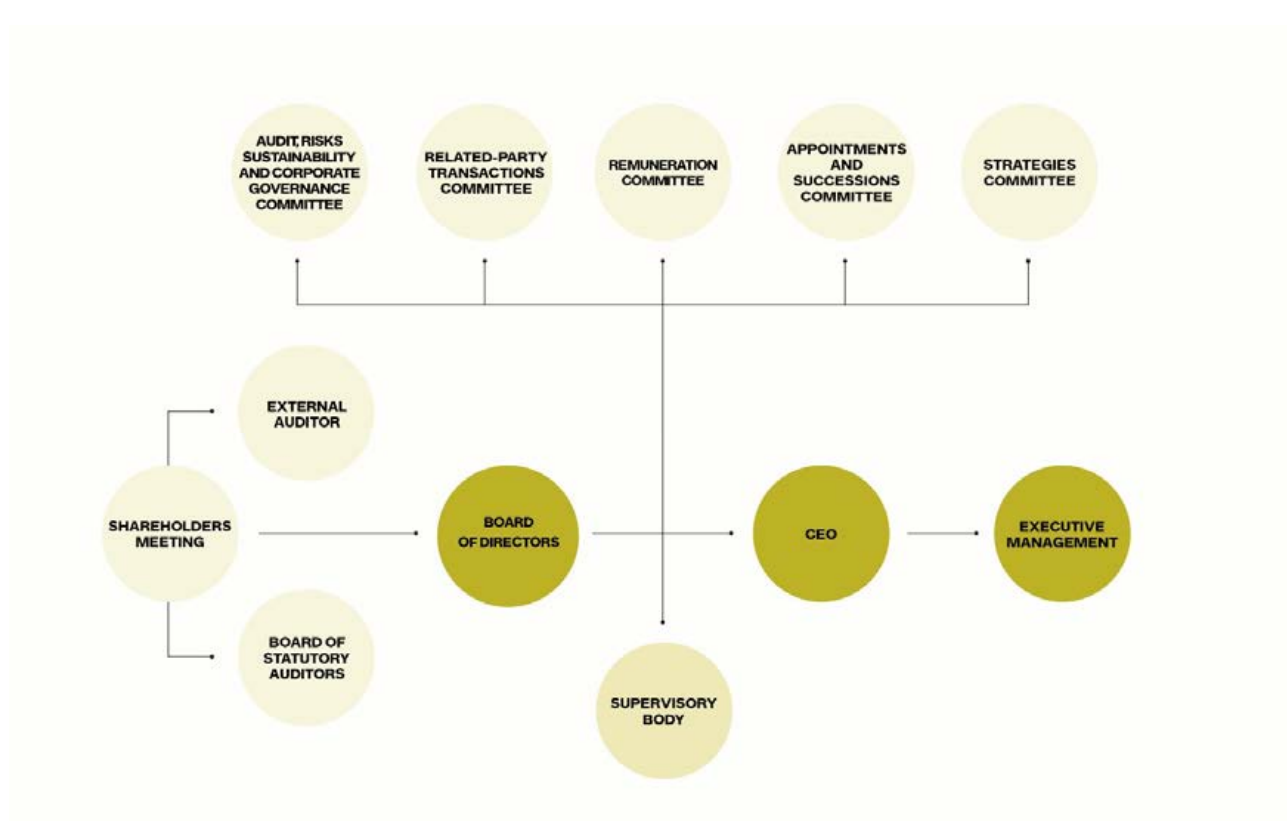 AUDIT, RISKS
SUSTAINABILITY
AND CORPORATE
GOVERNANCE
COMMITTEE
RELATED-PARTY
TRANSACTIONS
COMMITTEE
REMUNERATION
COMMITTEE
APPOINTMENTS
AND
SUCCESSIONS
COMMITTEE
STRATEGIES
COMMITTEE
EXTERNAL
AUDITOR
SHAREHOLDERS
MEETING
BOARD
OF DIRECTORS
CEO
EXECUTIVE
MANAGEMENT
BOARD OF
STATUTORY
AUDITORS
SUPERVISORY
BODY